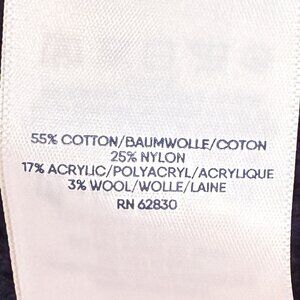 55% COTTON/BAUMWOLLE/COTON
25% NYLON
17% ACRYLIC/POLYACRYL/ACRYLIQUE
3% WOOL/WOLLE/LAINE
RN 62830